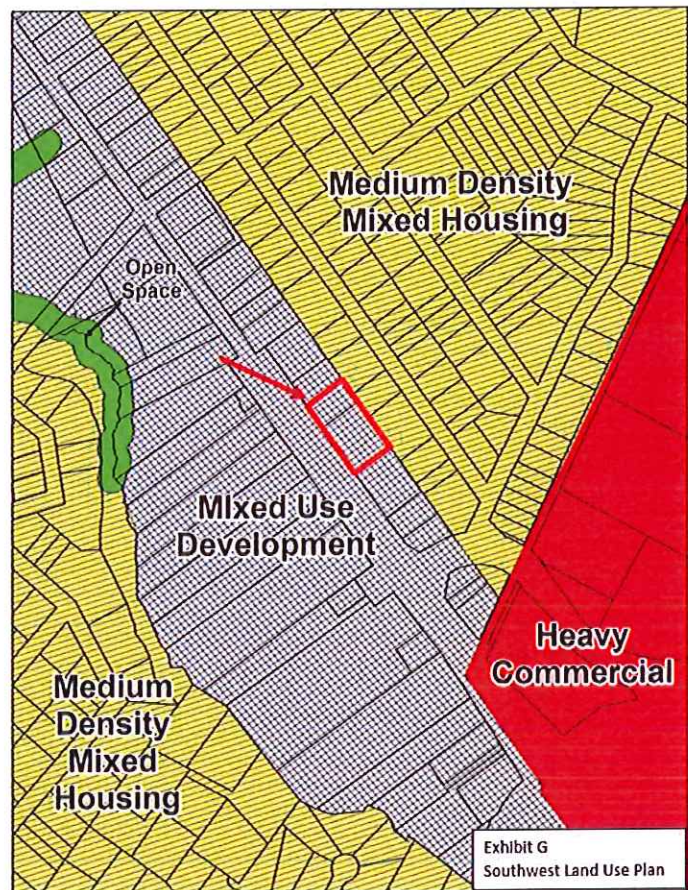 Medium Density
Mixed Housing
Open
Space
MIxed Use
Development
Heavy
Commercial
Medium
Density
Mixed
Housing
Exhibit G
Southwest Land Use Plan